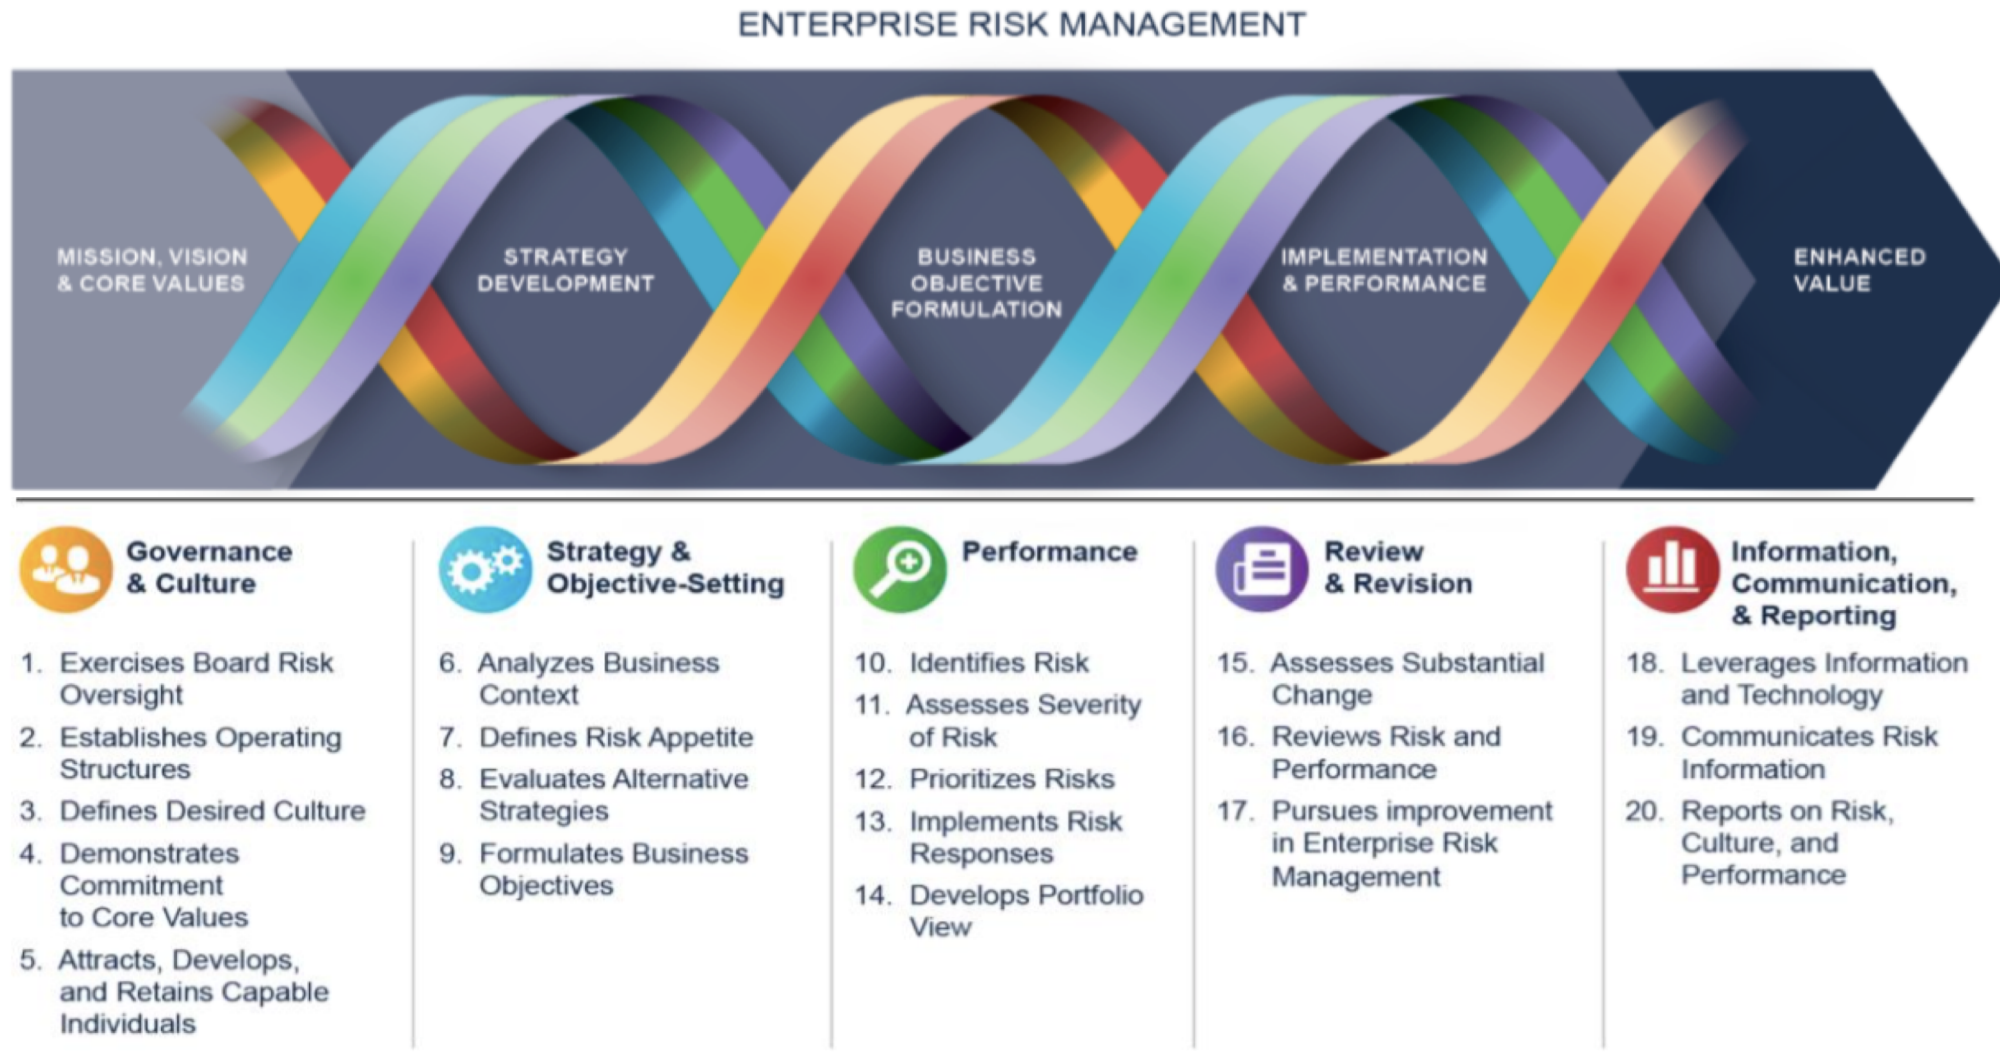 ENTERPRISE RISK MANAGEMENT
MISSION, VISION
& CORE VALUES
STRATEGY
DEVELOPMENT
BUSINESS
OBJECTIVE
FORMULATION
IMPLEMENTATION
& PERFORMANCE
ENHANCED
VALUE
Governance
& Culture
1. Exercises Board Risk
Oversight
2. Establishes Operating
Structures
3. Defines Desired Culture
4. Demonstrates
Commitment
to Core Values
5. Attracts, Develops,
and Retains Capable
Individuals
Strategy &
Objective-Setting
6. Analyzes Business
Context
7. Defines Risk Appetite
8. Evaluates Alternative
Strategies
9. Formulates Business
Objectives
Performance
10. Identifies Risk
11. Assesses Severity
of Risk
12. Prioritizes Risks
13. Implements Risk
Responses
14. Develops Portfolio
View
Review
& Revision
15. Assesses Substantial
Change
16. Reviews Risk and
Performance
17. Pursues improvement
in Enterprise Risk
Management
Information,
Communication,
& Reporting
18. Leverages Information
and Technology
19. Communicates Risk
Information
20. Reports on Risk,
Culture, and
Performance